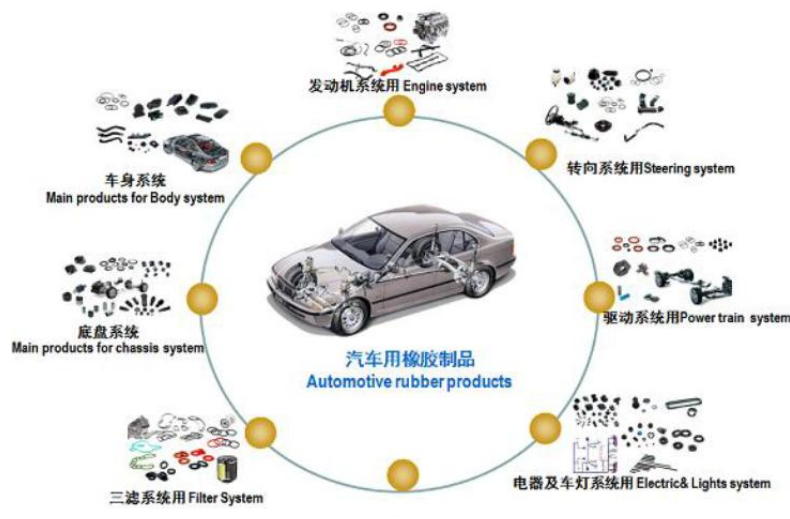 发动机系统用 Engine system
车身系统
Main products for Body system
转向系统用Steering system
底盘系统
Main products for chassis system
驱动系统用Power train system
汽车用橡胶制品
Automotive rubber products
三滤系统用 Filter System
电器及车灯系统用 Electric& Lights system